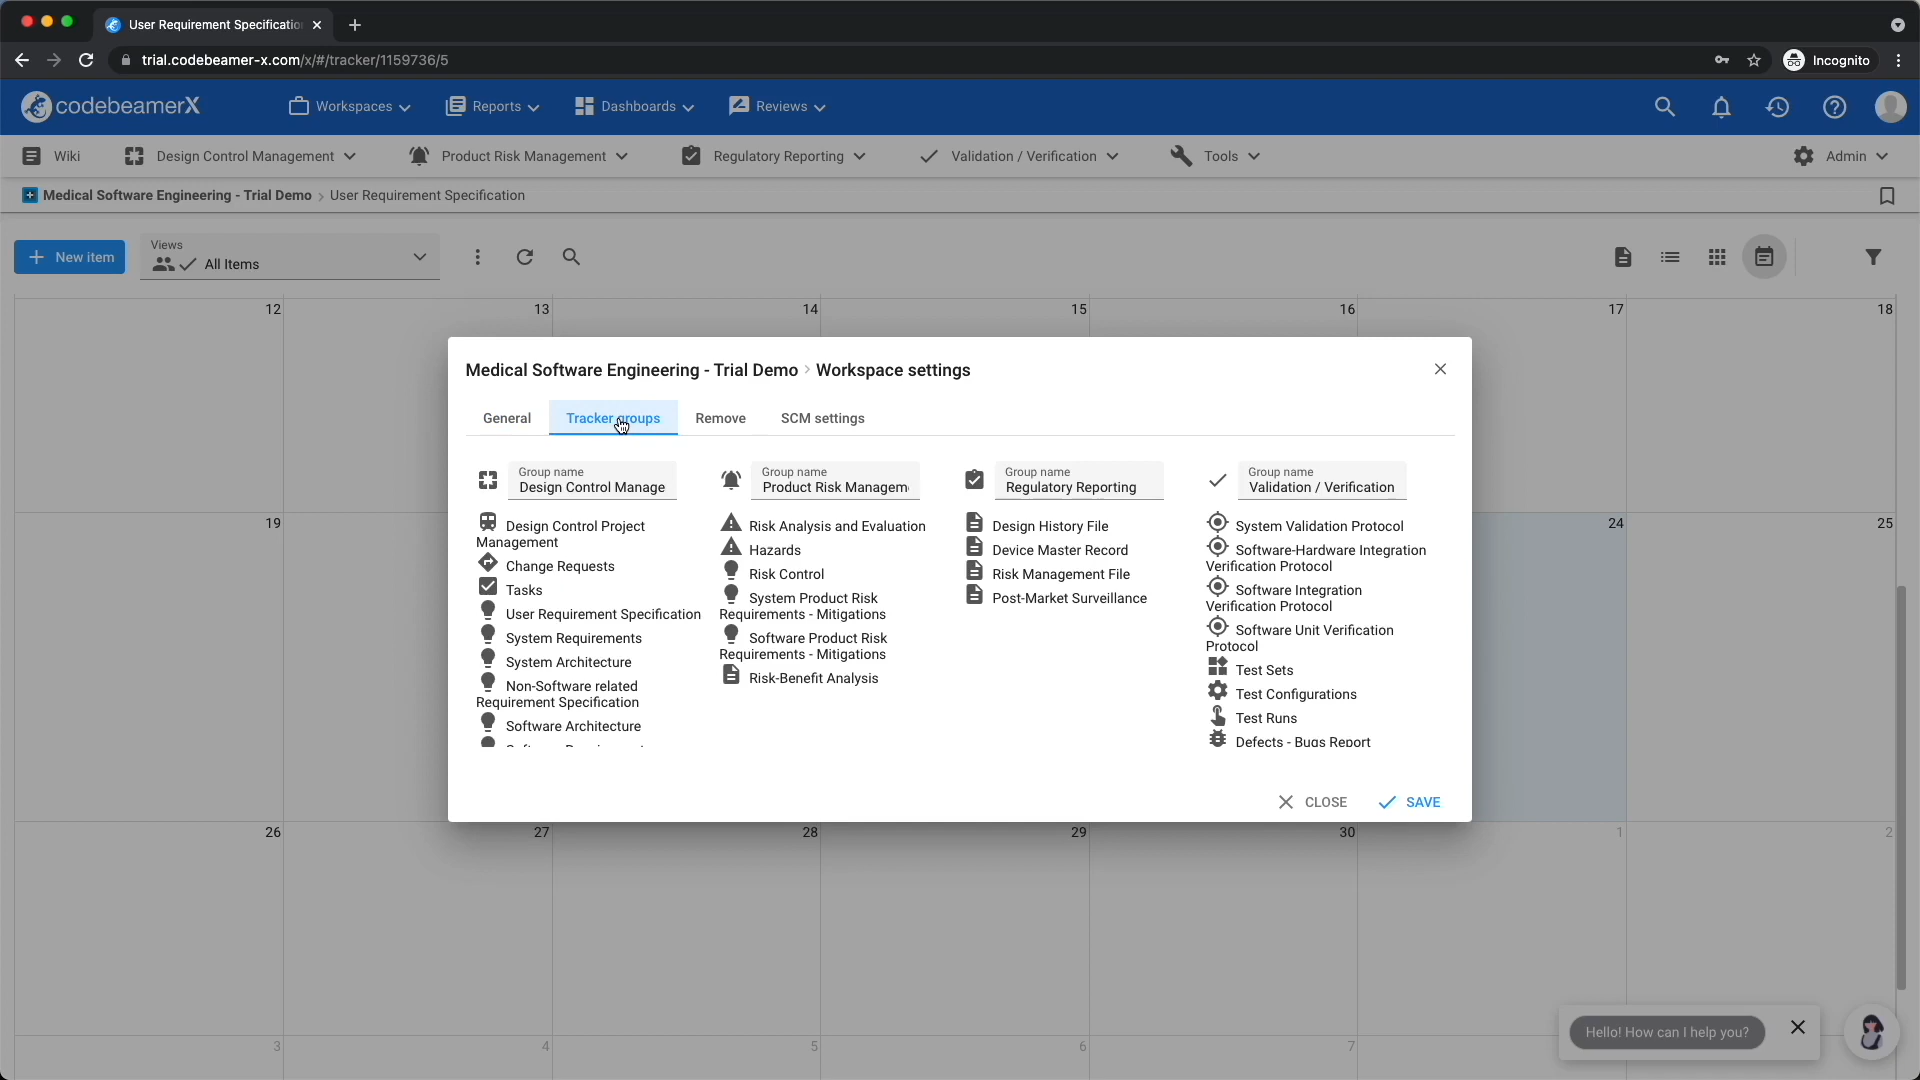 User Requirement Specificatio
trial.codebeamer-x.com/x/#/tracker/1159736/5
Incognito
codebeamerX
Workspaces
Reports
Dashboards
Reviews
Wiki
Design Control Management
Product Risk Management
Regulatory Reporting
Validation / Verification
Tools
Admin
Medical Software Engineering - Trial Demo › User Requirement Specification
New item
Views
All Items
12 13 14 15 16 17 18
Medical Software Engineering - Trial Demo › Workspace settings
General
Tracker groups
Remove
SCM settings
Group name
Design Control Manage
Design Control Project
Management
Change Requests
Tasks
User Requirement Specification
System Requirements
System Architecture
Non-Software related
Requirement Specification
Software Architecture
Group name
Product Risk Managem
Risk Analysis and Evaluation
Hazards
Risk Control
System Product Risk
Requirements - Mitigations
Software Product Risk
Requirements - Mitigations
Risk-Benefit Analysis
Group name
Regulatory Reporting
Design History File
Device Master Record
Risk Management File
Post-Market Surveillance
Group name
Validation / Verification
System Validation Protocol
Software-Hardware Integration
Verification Protocol
Software Integration
Verification Protocol
Software Unit Verification
Protocol
Test Sets
Test Configurations
Test Runs
Defects - Bugs Report
CLOSE
SAVE
19 24 25
26 27 28 29 30 1 2
3 4 5 6 7
Hello! How can I help you?